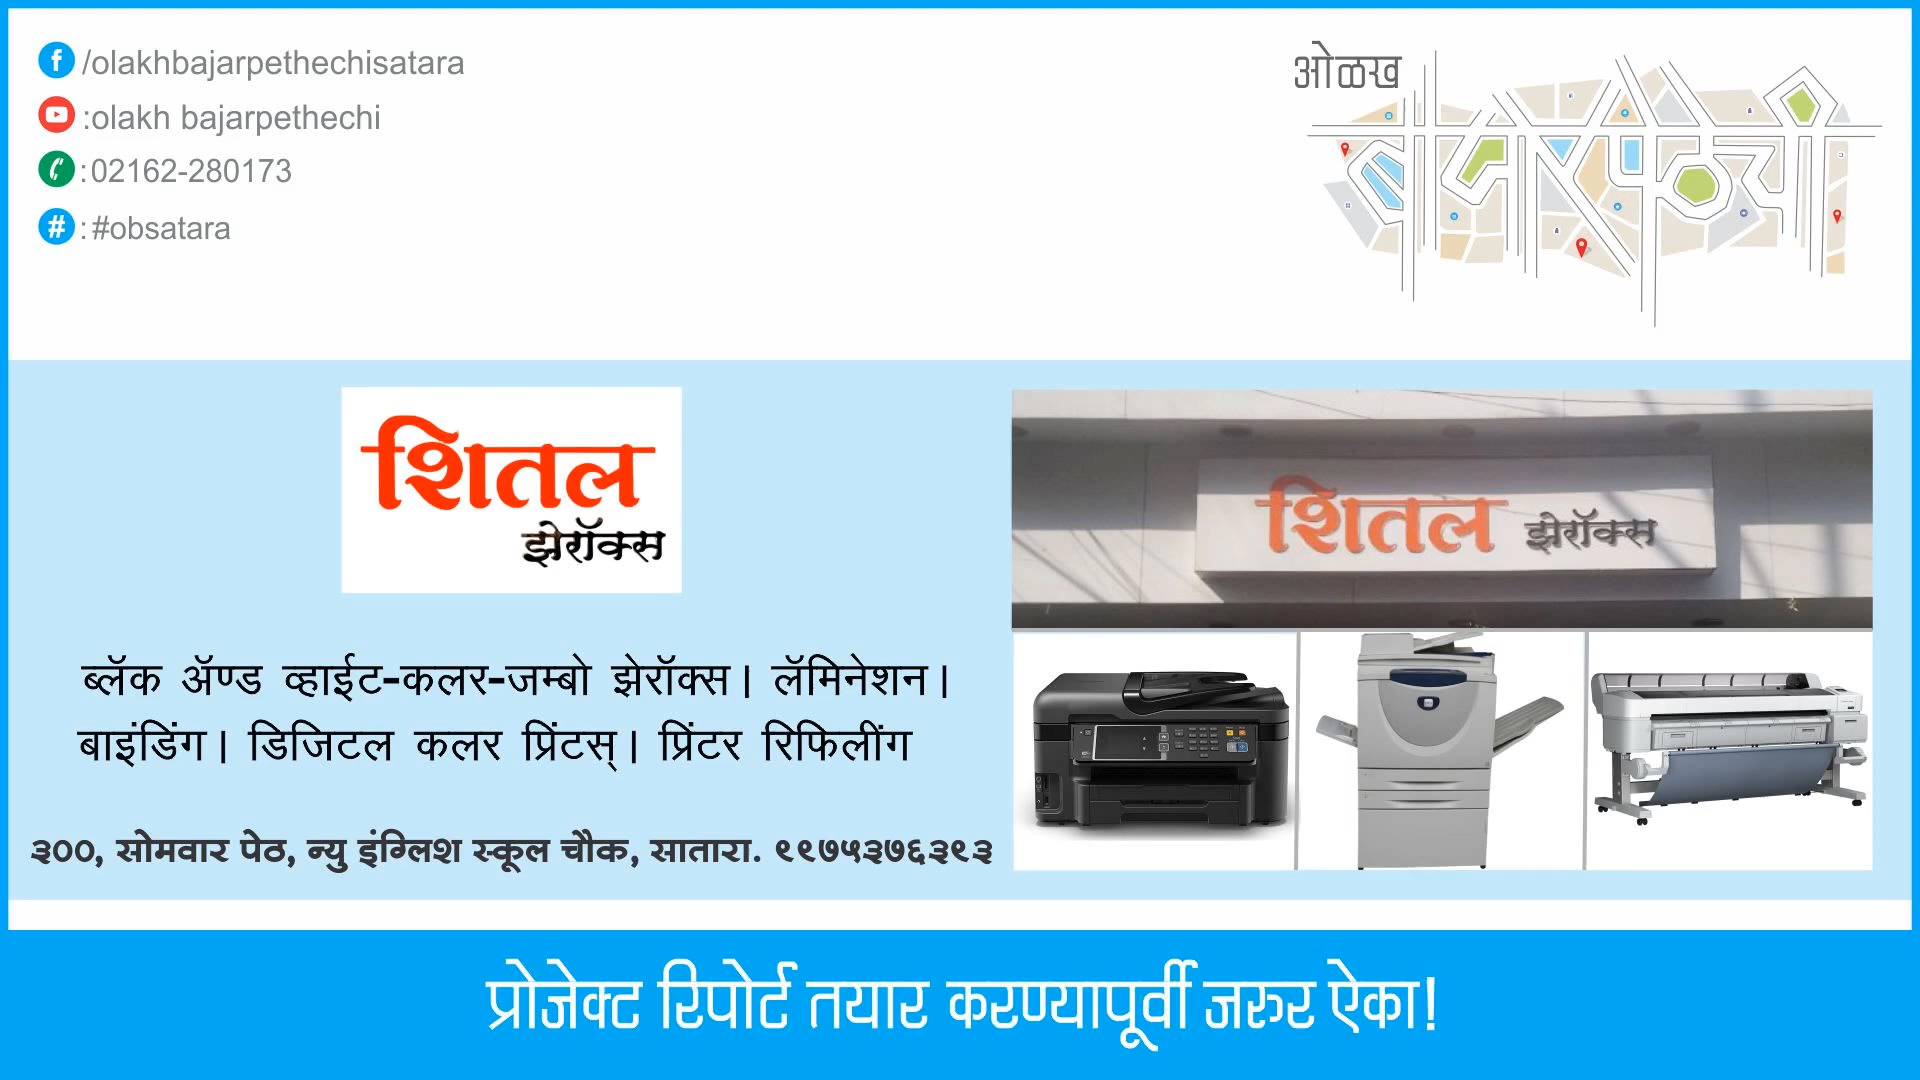 /olakhbajarpethechisatara
:olakh bajarpethechi
:02162-280173
# :#obsatara
ओळख
बाजारपेठेची
शितल
झेरॉक्स
शितल झेरॉक्स
ब्लॅक ॲण्ड व्हाईट-कलर-जम्बो झेरॉक्स। लॅमिनेशन।
बाइंडिंग। डिजिटल कलर प्रिंटस्। प्रिंटर रिफिलींग
३००, सोमवार पेठ, न्यु इंग्लिश स्कूल चौक, सातारा. ९९७५३७६३९३
प्रोजेक्ट रिपोर्ट तयार करण्यापूर्वी जरुर ऐका!